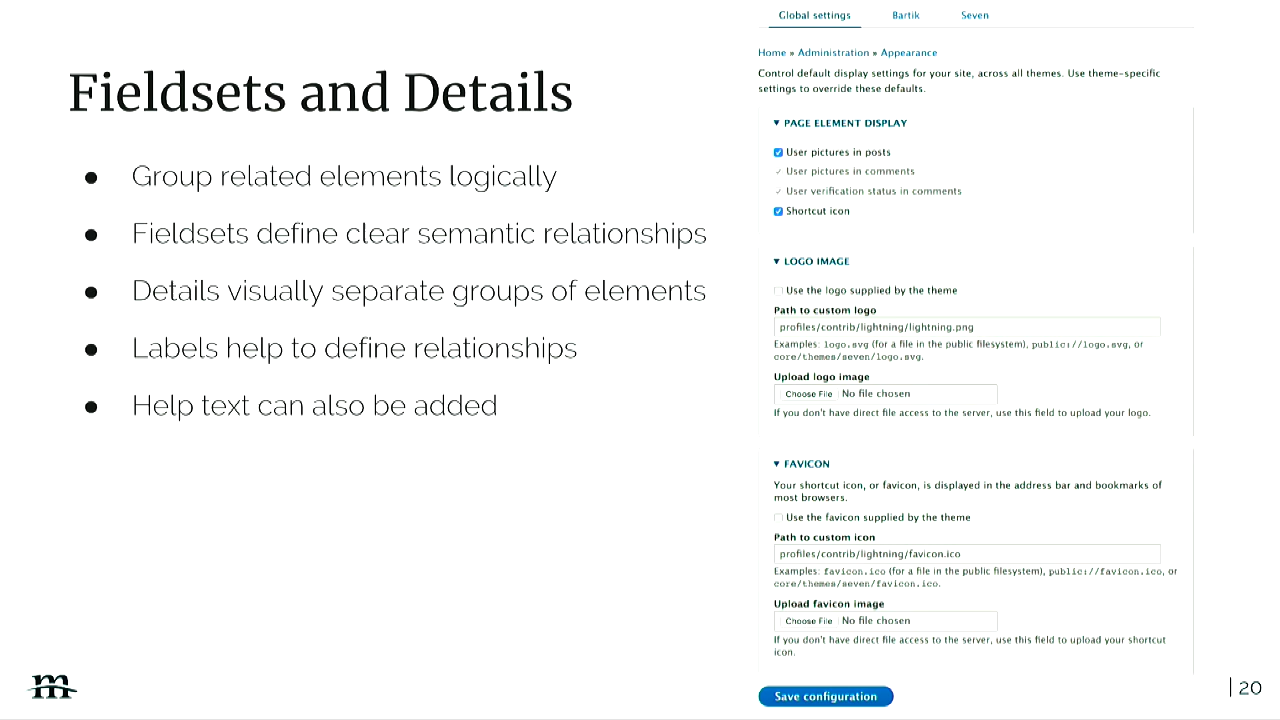 Fieldsets and Details
● Group related elements logically
● Fieldsets define clear semantic relationships
● Details visually separate groups of elements
● Labels help to define relationships
● Help text can also be added
Global settings Bartik Seven
Home » Administration » Appearance
Control default display settings for your site, across all themes. Use theme-specific
settings to override these defaults.
▼ PAGE ELEMENT DISPLAY
User pictures in posts
User pictures in comments
User verification status in comments
Shortcut icon
▼ LOGO IMAGE
Use the logo supplied by the theme
Path to custom logo
profiles/contrib/lightning/lightning.png
Examples: logo.svg (for a file in the public filesystem), public://logo.svg, or
core/themes/seven/logo.svg.
Upload logo image
Choose File No file chosen
If you don't have direct file access to the server, use this field to upload your logo.
▼ FAVICON
Your shortcut icon, or favicon, is displayed in the address bar and bookmarks of
most browsers.
Use the favicon supplied by the theme
Path to custom icon
profiles/contrib/lightning/favicon.ico
Examples: favicon.ico (for a file in the public filesystem), public://favicon.ico, or
core/themes/seven/favicon.ico.
Upload favicon image
Choose File No file chosen
If you don't have direct file access to the server, use this field to upload your shortcut
icon.
Save configuration
m
| 20